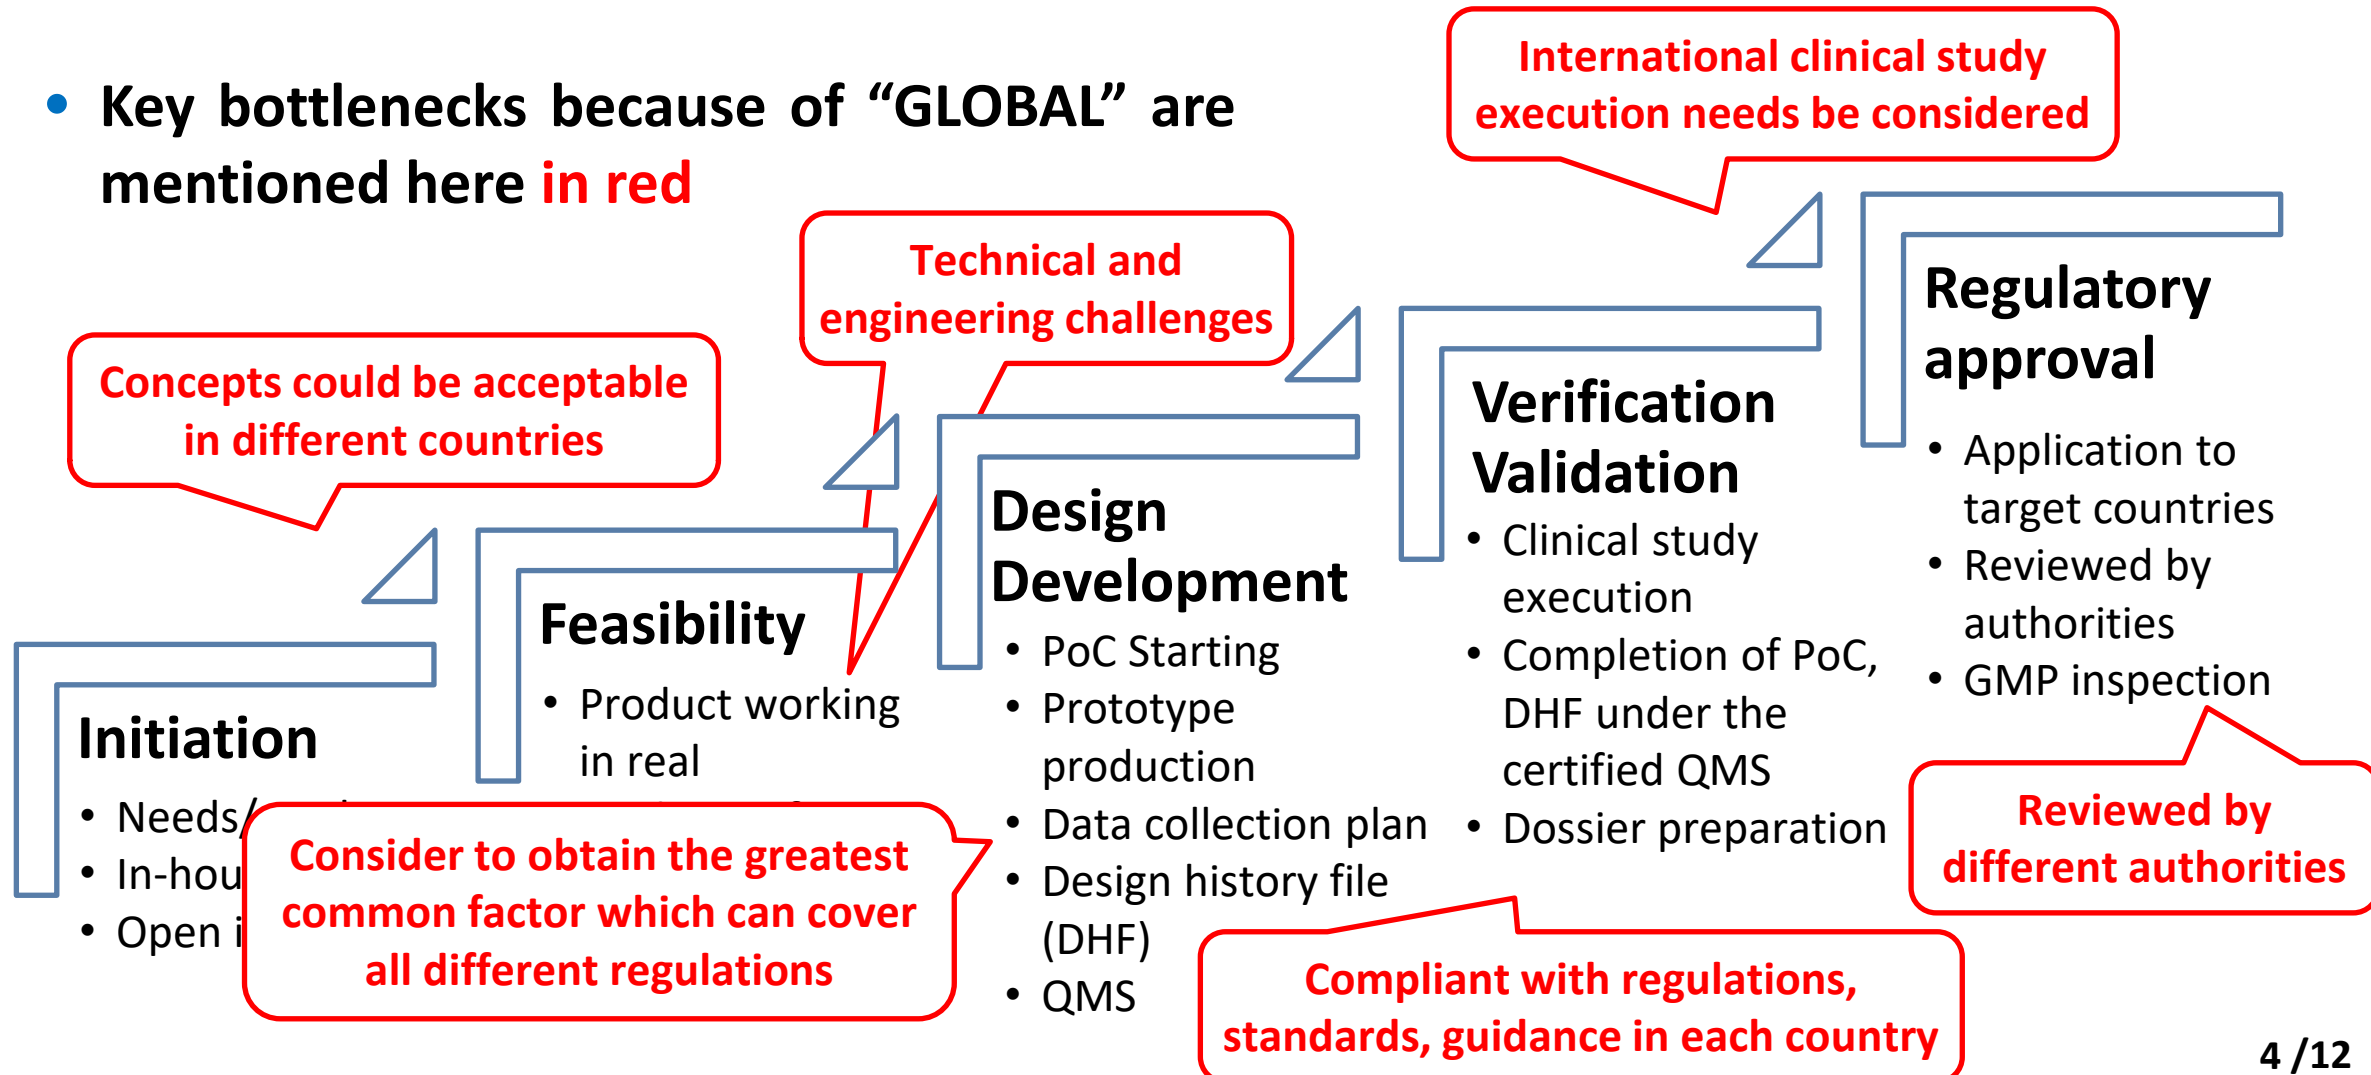 • Key bottlenecks because of “GLOBAL” are
mentioned here in red
International clinical study
execution needs be considered
Technical and
engineering challenges
Concepts could be acceptable
in different countries
Initiation
• Needs/
• In-hou
• Open i
Feasibility
• Product working
in real
Consider to obtain the greatest
common factor which can cover
all different regulations
Design
Development
• PoC Starting
• Prototype
production
• Data collection plan
• Design history file
(DHF)
• QMS
Verification
Validation
• Clinical study
execution
• Completion of PoC,
DHF under the
certified QMS
• Dossier preparation
Compliant with regulations,
standards, guidance in each country
Regulatory
approval
• Application to
target countries
• Reviewed by
authorities
• GMP inspection
Reviewed by
different authorities
4 /12